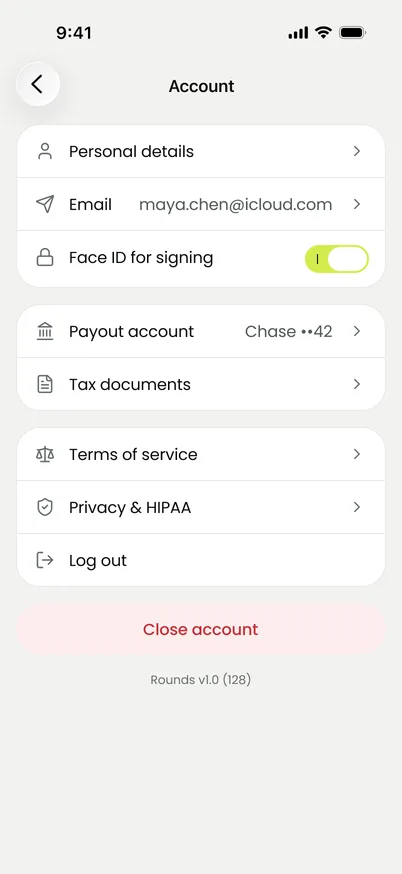 9:41
Account
Personal details
Email maya.chen@icloud.com
Face ID for signing
Payout account Chase ••42
Tax documents
Terms of service
Privacy & HIPAA
Log out
Close account
Rounds v1.0 (128)